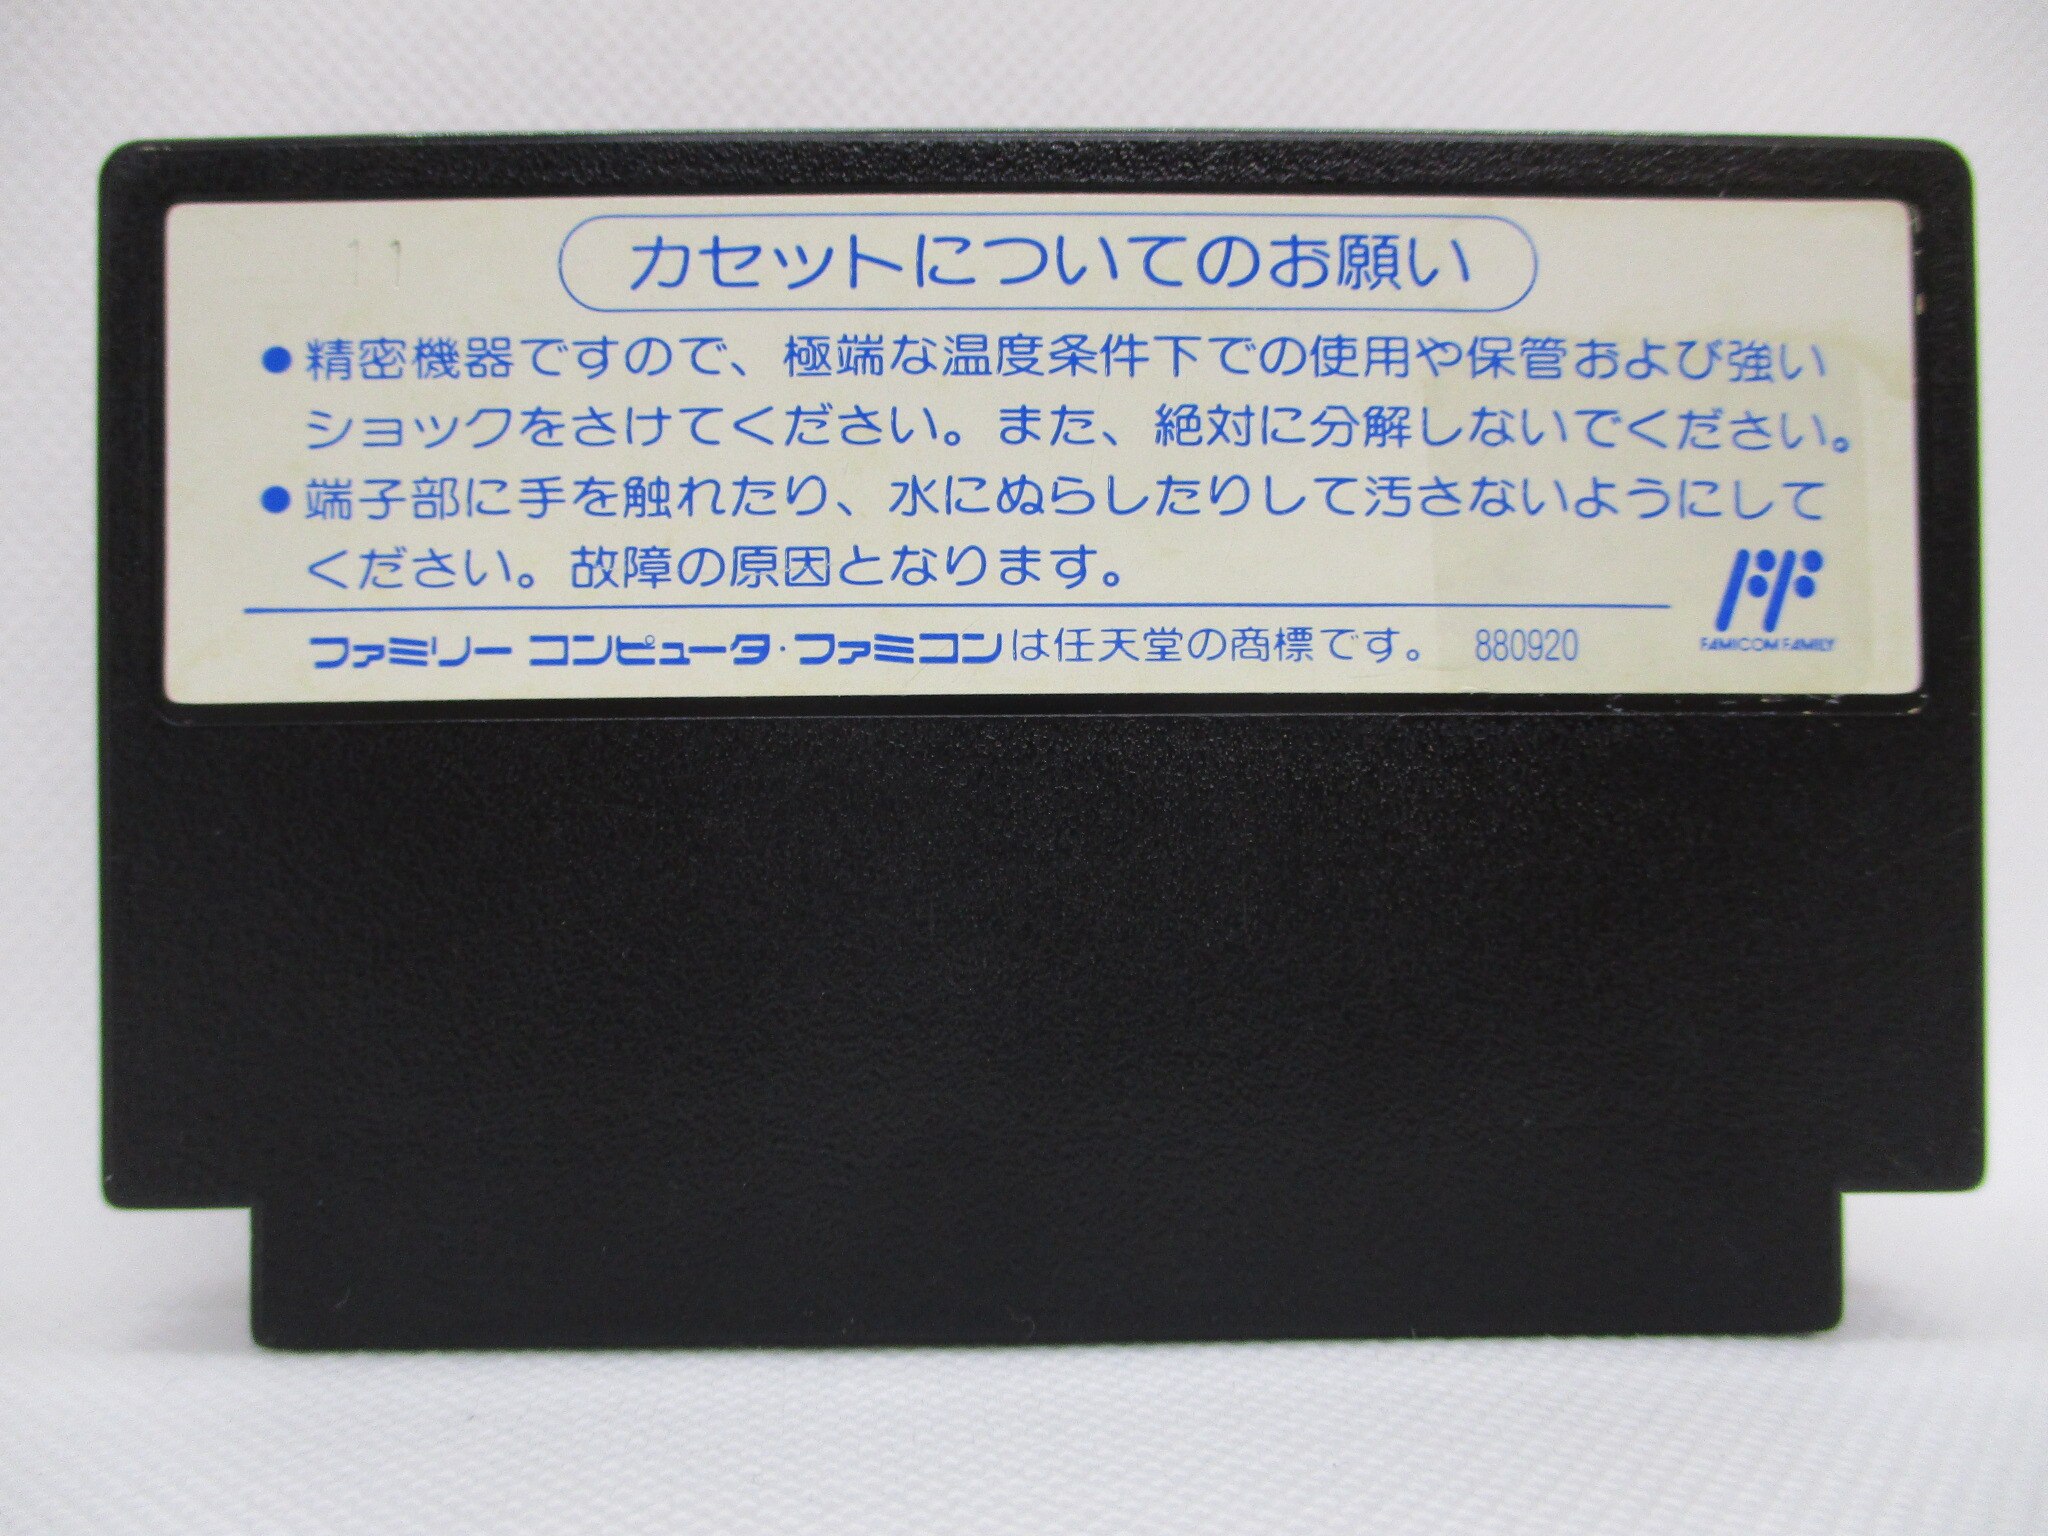 11
カセットについてのお願い
●精密機器ですので、極端な温度条件下での使用や保管および強い
ショックをさけてください。また、絶対に分解しないでください。
●端子部に手を触れたり、水にぬらしたりして汚さないようにして
ください。故障の原因となります。
ファミリー コンピュータ・ファミコンは任天堂の商標です。 880920
FAMICOM FAMILY